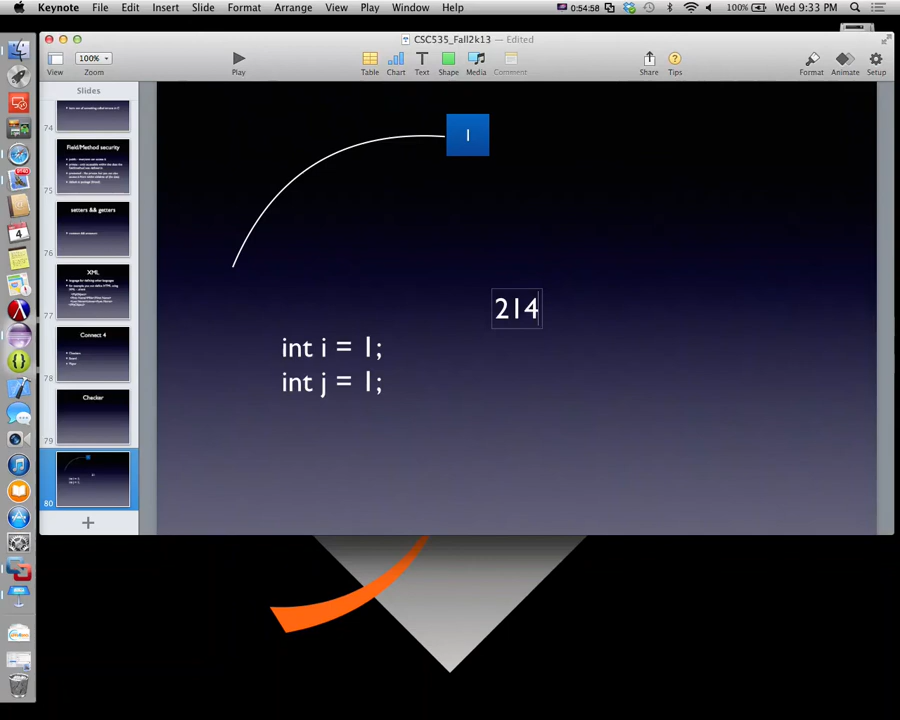 Keynote File Edit Insert Slide Format Arrange View Play Window Help 0:54:58 100% Wed 9:33 PM
CSC535_Fall2k13 — Edited
100%
View Zoom Play Table Chart Text Shape Media Comment Share Tips Format Animate Setup
Slides
74
Field/Method security
75
setters && getters
76
XML
77
Connect 4
Checkers
Board
Player
78
Checker
79
80
1
214
int i = 1;
int j = 1;